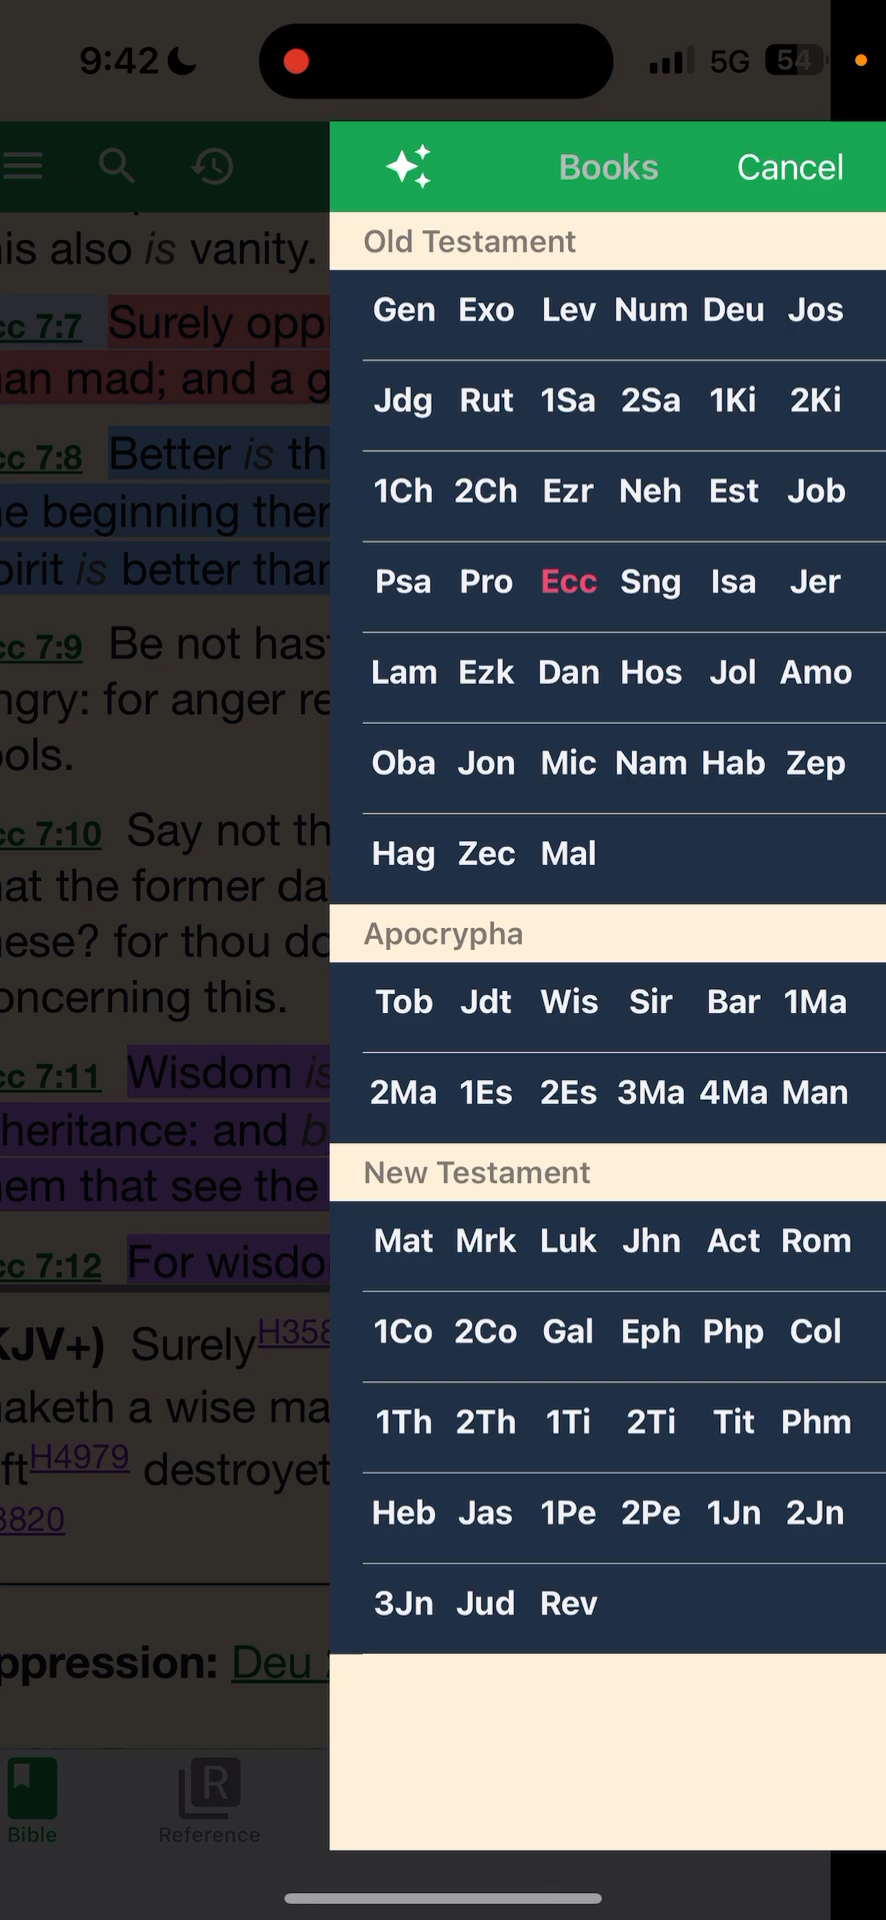 9:42
5G 54
Books Cancel
Old Testament
Gen Exo Lev Num Deu Jos
Jdg Rut 1Sa 2Sa 1Ki 2Ki
1Ch 2Ch Ezr Neh Est Job
Psa Pro Ecc Sng Isa Jer
Lam Ezk Dan Hos Jol Amo
Oba Jon Mic Nam Hab Zep
Hag Zec Mal
Apocrypha
Tob Jdt Wis Sir Bar 1Ma
2Ma 1Es 2Es 3Ma 4Ma Man
New Testament
Mat Mrk Luk Jhn Act Rom
1Co 2Co Gal Eph Php Col
1Th 2Th 1Ti 2Ti Tit Phm
Heb Jas 1Pe 2Pe 1Jn 2Jn
3Jn Jud Rev
is also is vanity.
cc 7:7 Surely opp
an mad; and a g
cc 7:8 Better is th
e beginning ther
pirit is better than
cc 7:9 Be not has
ngry: for anger re
ools.
cc 7:10 Say not th
at the former da
ese? for thou do
oncerning this.
cc 7:11 Wisdom is
heritance: and b
em that see the
cc 7:12 For wisdo
KJV+) Surely H358
aketh a wise ma
ft H4979 destroyet
3820
ppression: Deu
Bible
R
Reference